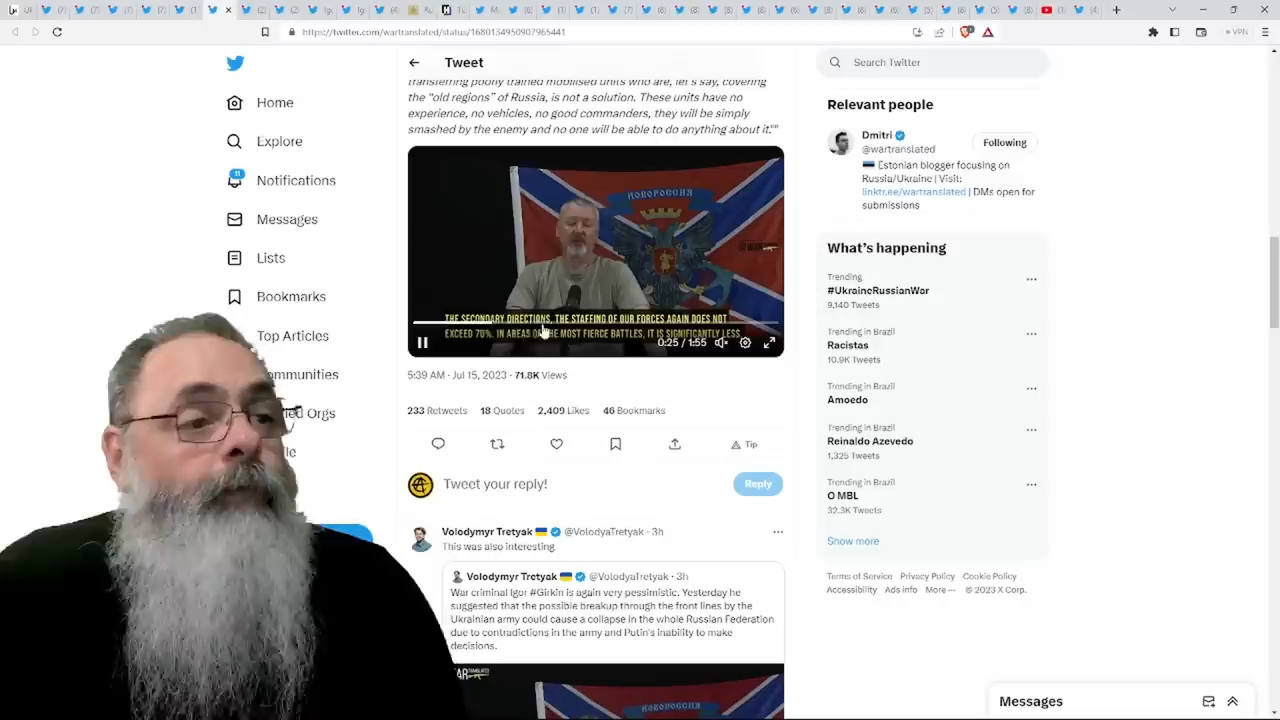 https://twitter.com/wartranslated/status/1680134950907965441
VPN
Home
Explore
11
Notifications
Messages
Lists
Bookmarks
Top Articles
Tweet
transferring poorly trained mobilised units who are, let's say, covering
the "old regions" of Russia, is not a solution. These units have no
experience, no vehicles, no good commanders, they will be simply
smashed by the enemy and no one will be able to do anything about it.""
НОВОРОССИЯ
THE SECONDARY DIRECTIONS, THE STAFFING OF OUR FORCES AGAIN DOES NOT
EXCEED 70%. IN AREAS OF THE MOST FIERCE BATTLES, IT IS SIGNIFICANTLY LESS
0:25 / 1:55
5:39 AM · Jul 15, 2023 · 71.8K Views
233 Retweets 18 Quotes 2,409 Likes 46 Bookmarks
Tip
Tweet your reply!
Reply
Volodymyr Tretyak @VolodyaTretyak · 3h
This was also interesting
Volodymyr Tretyak @VolodyaTretyak · 3h
War criminal Igor #Girkin is again very pessimistic. Yesterday he
suggested that the possible breakup through the front lines by the
Ukrainian army could cause a collapse in the whole Russian Federation
due to contradictions in the army and Putin's inability to make
decisions.
НОВОРОССИЯ
Search Twitter
Relevant people
Dmitri
@wartranslated
Following
Estonian blogger focusing on
Russia/Ukraine | Visit:
linktr.ee/wartranslated | DMs open for
submissions
What's happening
Trending
#UkraineRussianWar
9,140 Tweets
Trending in Brazil
Racistas
10.9K Tweets
Trending in Brazil
Amoedo
Trending in Brazil
Reinaldo Azevedo
1,325 Tweets
Trending in Brazil
O MBL
32.3K Tweets
Show more
Terms of Service Privacy Policy Cookie Policy
Accessibility Ads info More ··· © 2023 X Corp.
Messages